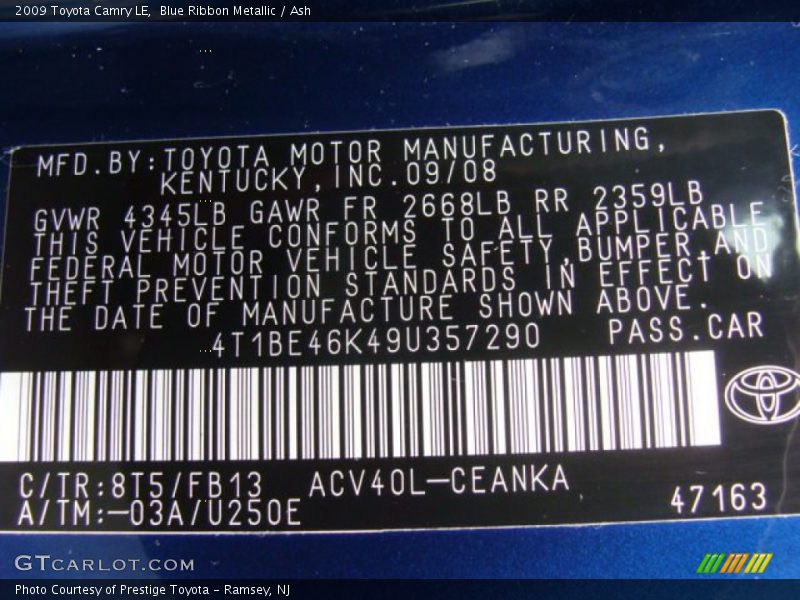 2009 Toyota Camry LE,  Blue Ribbon Metallic / Ash
MFD.BY:TOYOTA MOTOR MANUFACTURING,
KENTUCKY,INC.09/08
GVWR 4345LB GAWR FR 2668LB RR 2359LB
THIS VEHICLE CONFORMS TO ALL APPLICABLE
FEDERAL MOTOR VEHICLE SAFETY,BUMPER,AND
THEFT PREVENTION STANDARDS IN EFFECT ON
THE DATE OF MANUFACTURE SHOWN ABOVE.
4T1BE46K49U357290 PASS.CAR
C/TR:8T5/FB13 ACV40L-CEANKA
A/TM:-03A/U250E 47163
GTCARLOT.COM
Photo Courtesy of Prestige Toyota - Ramsey, NJ